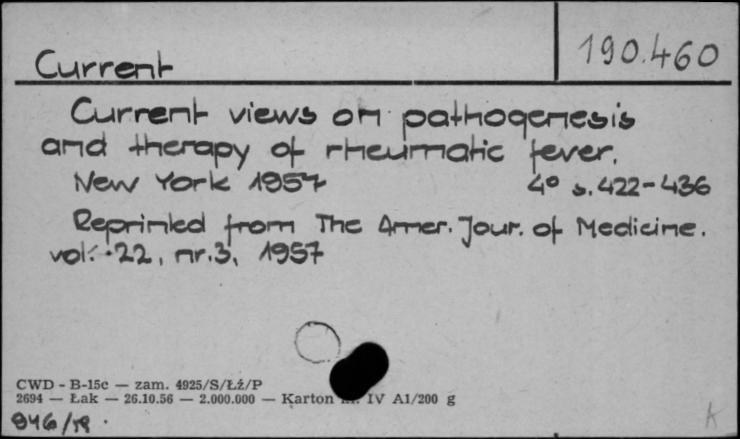 Current
190.460
Current views on pathogenesis
and therapy of rheumatic fever.
New York 1957 4° s. 422-436
Reprinted from The Amer. Jour. of Medicine.
vol. 22, nr. 3, 1957
CWD - B-15c — zam. 4925/S/Łż/P
2694 — Łak — 26.10.56 — 2.000.000 — Karton IV A1/200 g
K